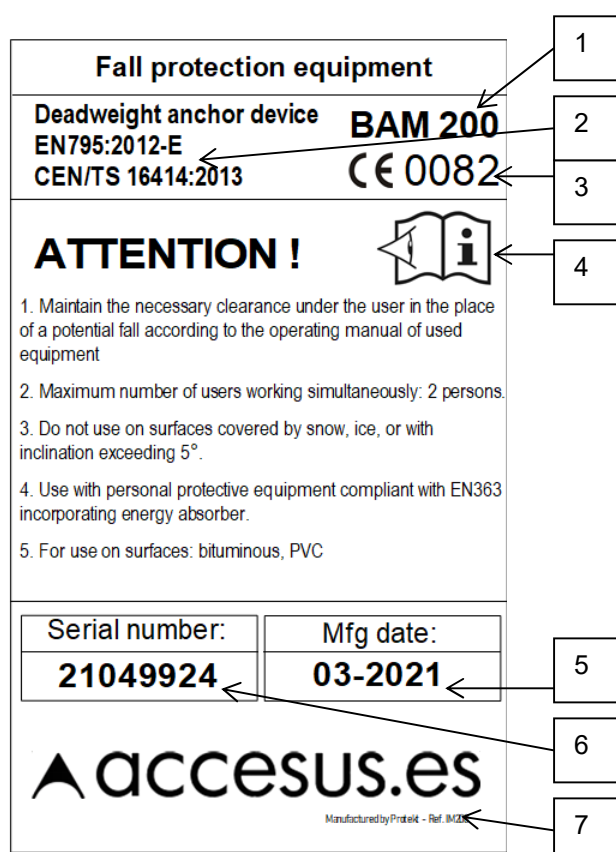 1
Fall protection equipment
Deadweight anchor device
EN795:2012-E
CEN/TS 16414:2013
BAM 200
CE 0082
2
3
ATTENTION !
i
4
1. Maintain the necessary clearance under the user in the place
of a potential fall according to the operating manual of used
equipment
2. Maximum number of users working simultaneously: 2 persons.
3. Do not use on surfaces covered by snow, ice, or with
inclination exceeding 5°.
4. Use with personal protective equipment compliant with EN363
incorporating energy absorber.
5. For use on surfaces: bituminous, PVC
Serial number:
21049924
Mfg date:
03-2021
5
6
accesus.es
Manufactured by Protekt - Ref.
7